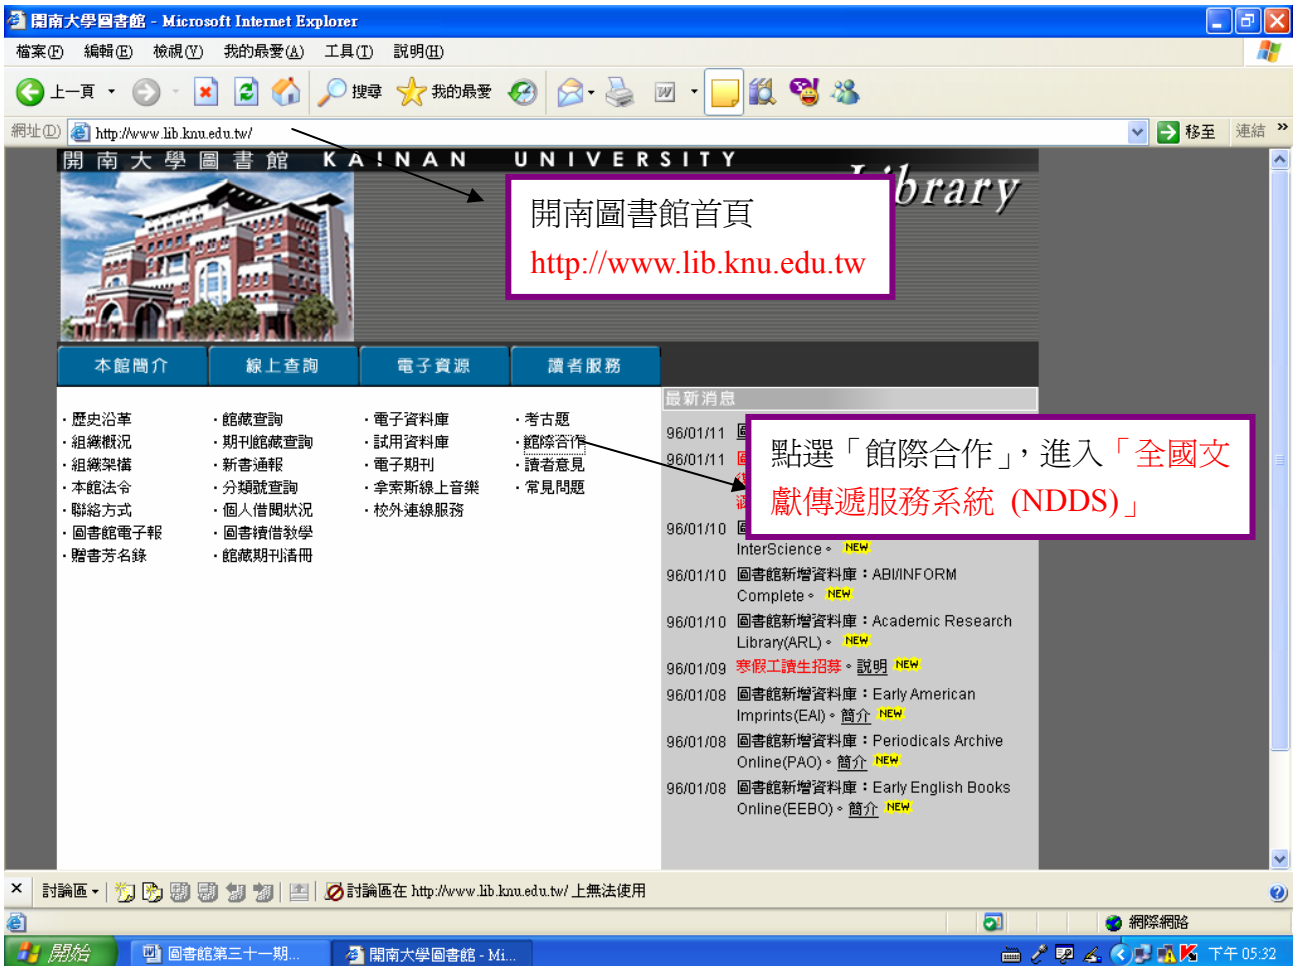 開南大學圖書館 - Microsoft Internet Explorer
檔案(F) 編輯(E) 檢視(V) 我的最愛(A) 工具(T) 說明(H)
上一頁 搜尋 我的最愛
網址(D) http://www.lib.knu.edu.tw/ 移至 連結 »
開南大學圖書館 KAINAN UNIVERSITY
brary
開南圖書館首頁
http://www.lib.knu.edu.tw
本館簡介 線上查詢 電子資源 讀者服務
最新消息
・歷史沿革 ・館藏查詢 ・電子資料庫 ・考古題
・組織概況 ・期刊館藏查詢 ・試用資料庫 ・館際合作
・組織架構 ・新書通報 ・電子期刊 ・讀者意見
・本館法令 ・分類號查詢 ・拿索斯線上音樂 ・常見問題
・聯絡方式 ・個人借閱狀況 ・校外連線服務
・圖書館電子報 ・圖書續借教學
・贈書芳名錄 ・館藏期刊清冊
點選「館際合作」，進入「全國文
獻傳遞服務系統 (NDDS)」
96/01/11
96/01/11
96/01/10
InterScience。 NEW
96/01/10 圖書館新增資料庫：ABI/INFORM
Complete。 NEW
96/01/10 圖書館新增資料庫：Academic Research
Library(ARL)。 NEW
96/01/09 寒假工讀生招募。說明 NEW
96/01/08 圖書館新增資料庫：Early American
Imprints(EAI)。簡介 NEW
96/01/08 圖書館新增資料庫：Periodicals Archive
Online(PAO)。簡介 NEW
96/01/08 圖書館新增資料庫：Early English Books
Online(EEBO)。簡介 NEW
討論區 討論區在 http://www.lib.knu.edu.tw/ 上無法使用
網際網路
開始 圖書館第三十一期... 開南大學圖書館 - Mi... 下午 05:32